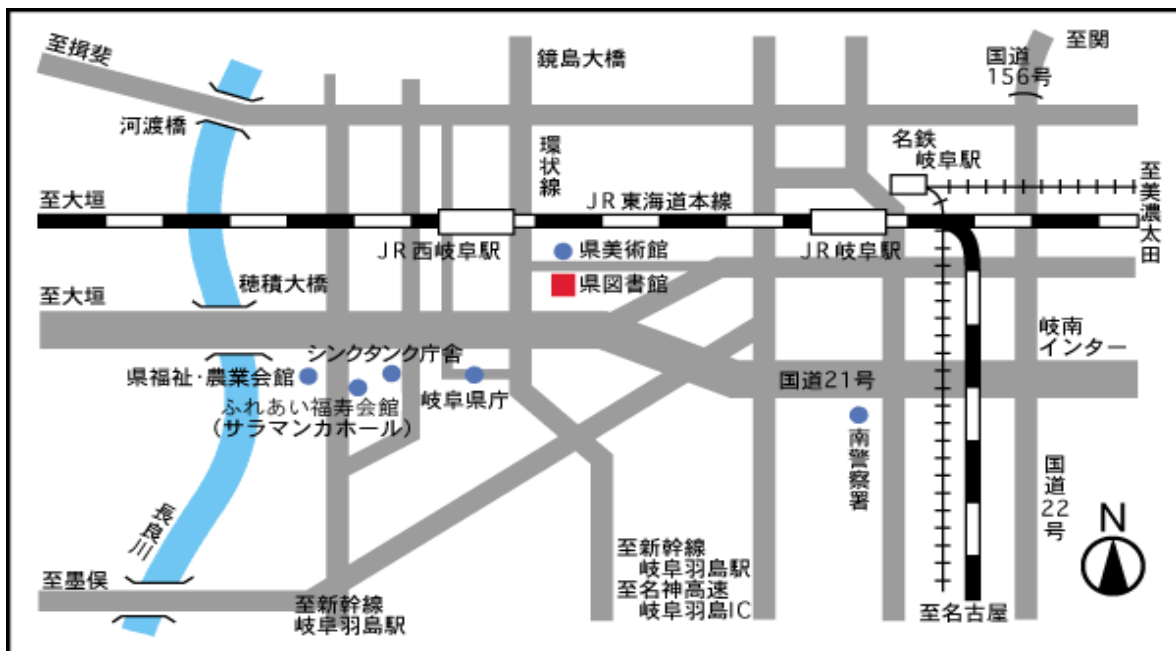 至揖斐
鏡島大橋
国道
156号
至関
河渡橋
環状線
名鉄
岐阜駅
至大垣
JR東海道本線
至美濃太田
JR西岐阜駅
県美術館
JR岐阜駅
穂積大橋
県図書館
至大垣
岐南
インター
シンクタンク庁舎
県福祉・農業会館
岐阜県庁
国道21号
ふれあい福寿会館
(サラマンカホール)
南警察署
国道22号
長良川
N
至新幹線
岐阜羽島駅
至名神高速
岐阜羽島IC
至墨俣
至新幹線
岐阜羽島駅
至名古屋